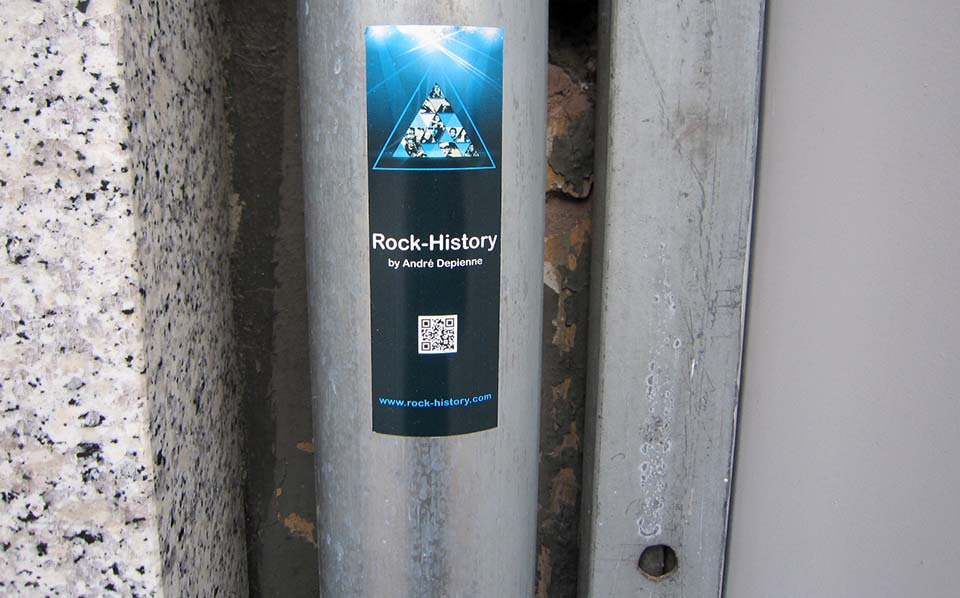 Rock-History
by André Depienne
www.rock-history.com